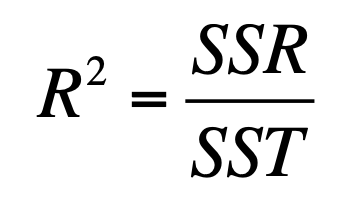 R² = SSR / SST